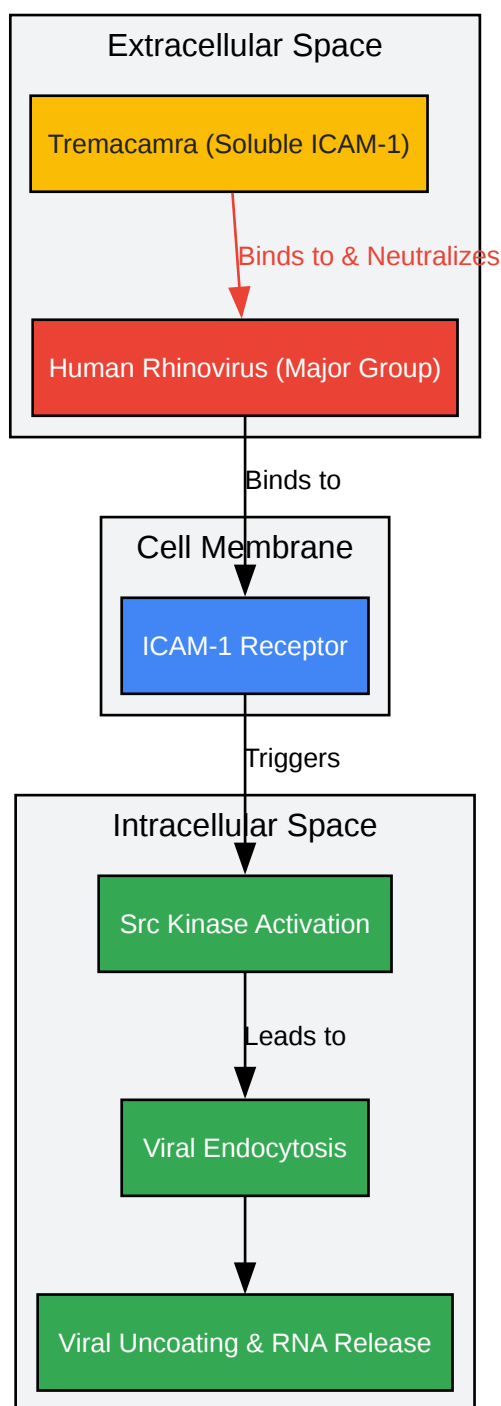 Extracellular Space
Tremacamra (Soluble ICAM-1)
Binds to & Neutralizes
Human Rhinovirus (Major Group)
Binds to
Cell Membrane
ICAM-1 Receptor
Triggers
Intracellular Space
Src Kinase Activation
Leads to
Viral Endocytosis
Viral Uncoating & RNA Release